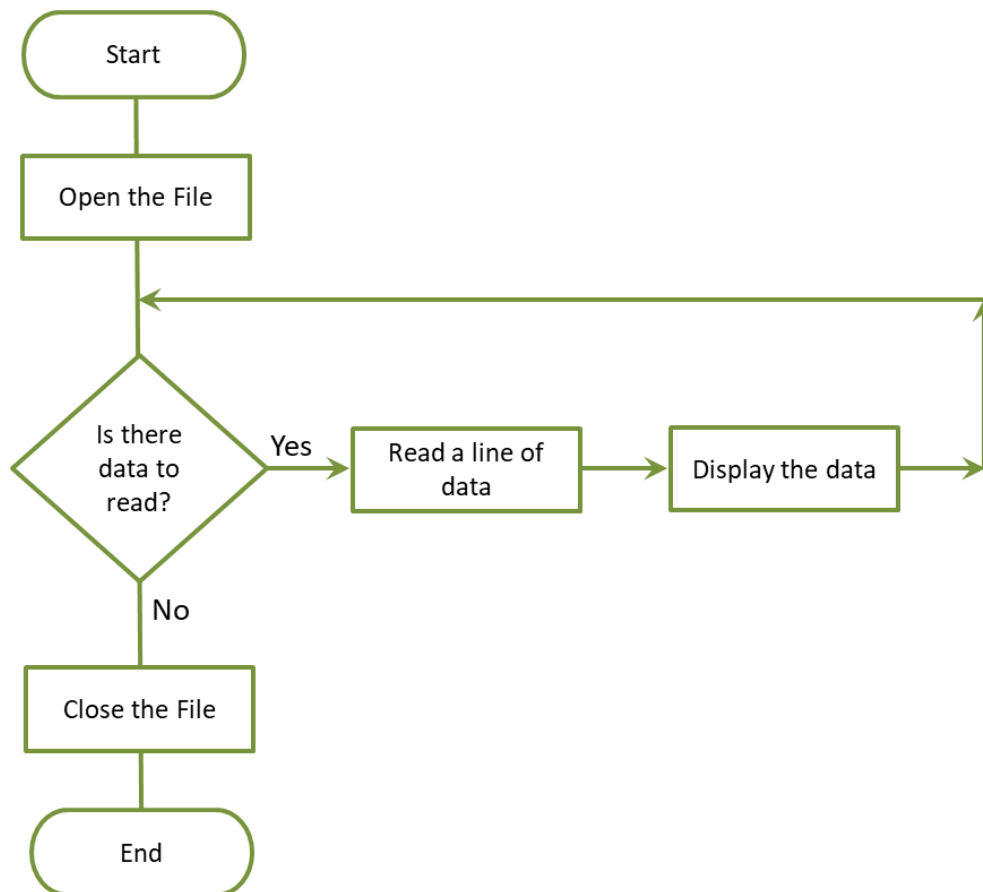 Start
Open the File
Is there
data to
read?
Yes
Read a line of
data
Display the data
No
Close the File
End